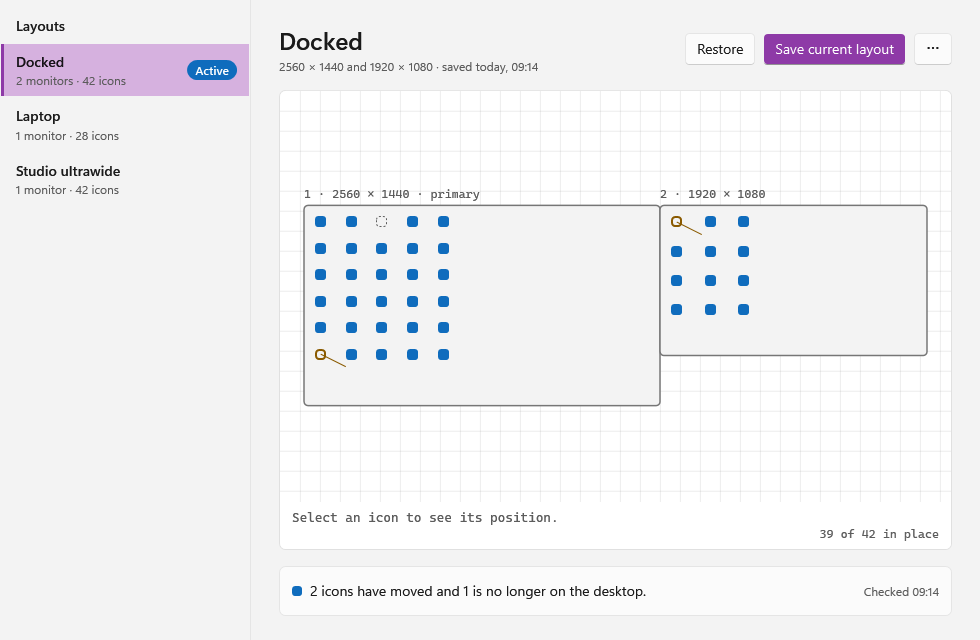 Layouts
Docked
2 monitors · 42 icons
Active
Laptop
1 monitor · 28 icons
Studio ultrawide
1 monitor · 42 icons
Docked
2560 × 1440 and 1920 × 1080 · saved today, 09:14
Restore
Save current layout
···
1 · 2560 × 1440 · primary
2 · 1920 × 1080
Select an icon to see its position.
39 of 42 in place
2 icons have moved and 1 is no longer on the desktop.
Checked 09:14